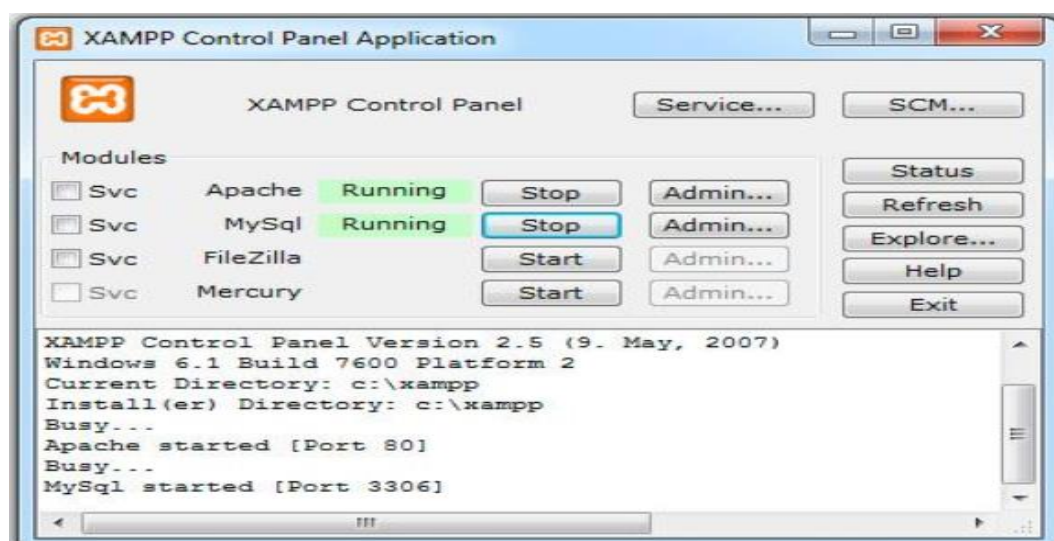 XAMPP Control Panel Application
XAMPP Control Panel Service... SCM...
Modules
Svc Apache Running Stop Admin...
Svc MySql Running Stop Admin...
Svc FileZilla Start Admin...
Svc Mercury Start Admin...
Status
Refresh
Explore...
Help
Exit
XAMPP Control Panel Version 2.5 (9. May, 2007)
Windows 6.1 Build 7600 Platform 2
Current Directory: c:\xampp
Install(er) Directory: c:\xampp
Busy...
Apache started [Port 80]
Busy...
MySql started [Port 3306]